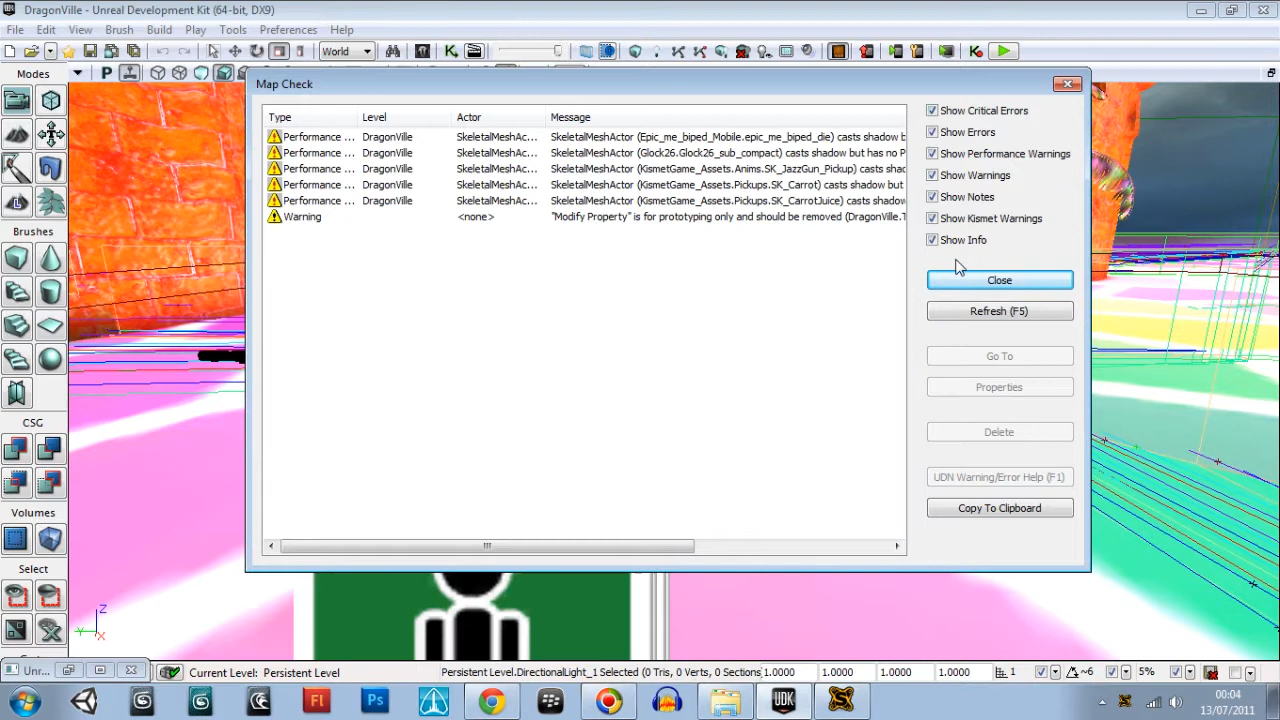 DragonVille - Unreal Development Kit (64-bit, DX9)
File Edit View Brush Build Play Tools Preferences Help
World
Modes
P
Map Check
Type Level Actor Message
Performance ... DragonVille SkeletalMeshAc... SkeletalMeshActor (Epic_me_biped_Mobile.epic_me_biped_die) casts shadow b
Performance ... DragonVille SkeletalMeshAc... SkeletalMeshActor (Glock26.Glock26_sub_compact) casts shadow but has no P
Performance ... DragonVille SkeletalMeshAc... SkeletalMeshActor (KismetGame_Assets.Anims.SK_JazzGun_Pickup) casts shad
Performance ... DragonVille SkeletalMeshAc... SkeletalMeshActor (KismetGame_Assets.Pickups.SK_Carrot) casts shadow but
Performance ... DragonVille SkeletalMeshAc... SkeletalMeshActor (KismetGame_Assets.Pickups.SK_CarrotJuice) casts shadow
Warning <none> "Modify Property" is for prototyping only and should be removed (DragonVille.T
Show Critical Errors
Show Errors
Show Performance Warnings
Show Warnings
Show Notes
Show Kismet Warnings
Show Info
Close
Refresh (F5)
Go To
Properties
Delete
UDN Warning/Error Help (F1)
Copy To Clipboard
Brushes
CSG
Volumes
Select
Z
Y
X
Unr...
Current Level: Persistent Level
Persistent Level.DirectionalLight_1 Selected (0 Tris, 0 Verts, 0 Sections
1.0000 1.0000 1.0000 1.0000
1
~6
5%
Fl
Ps
UDK
00:04
13/07/2011